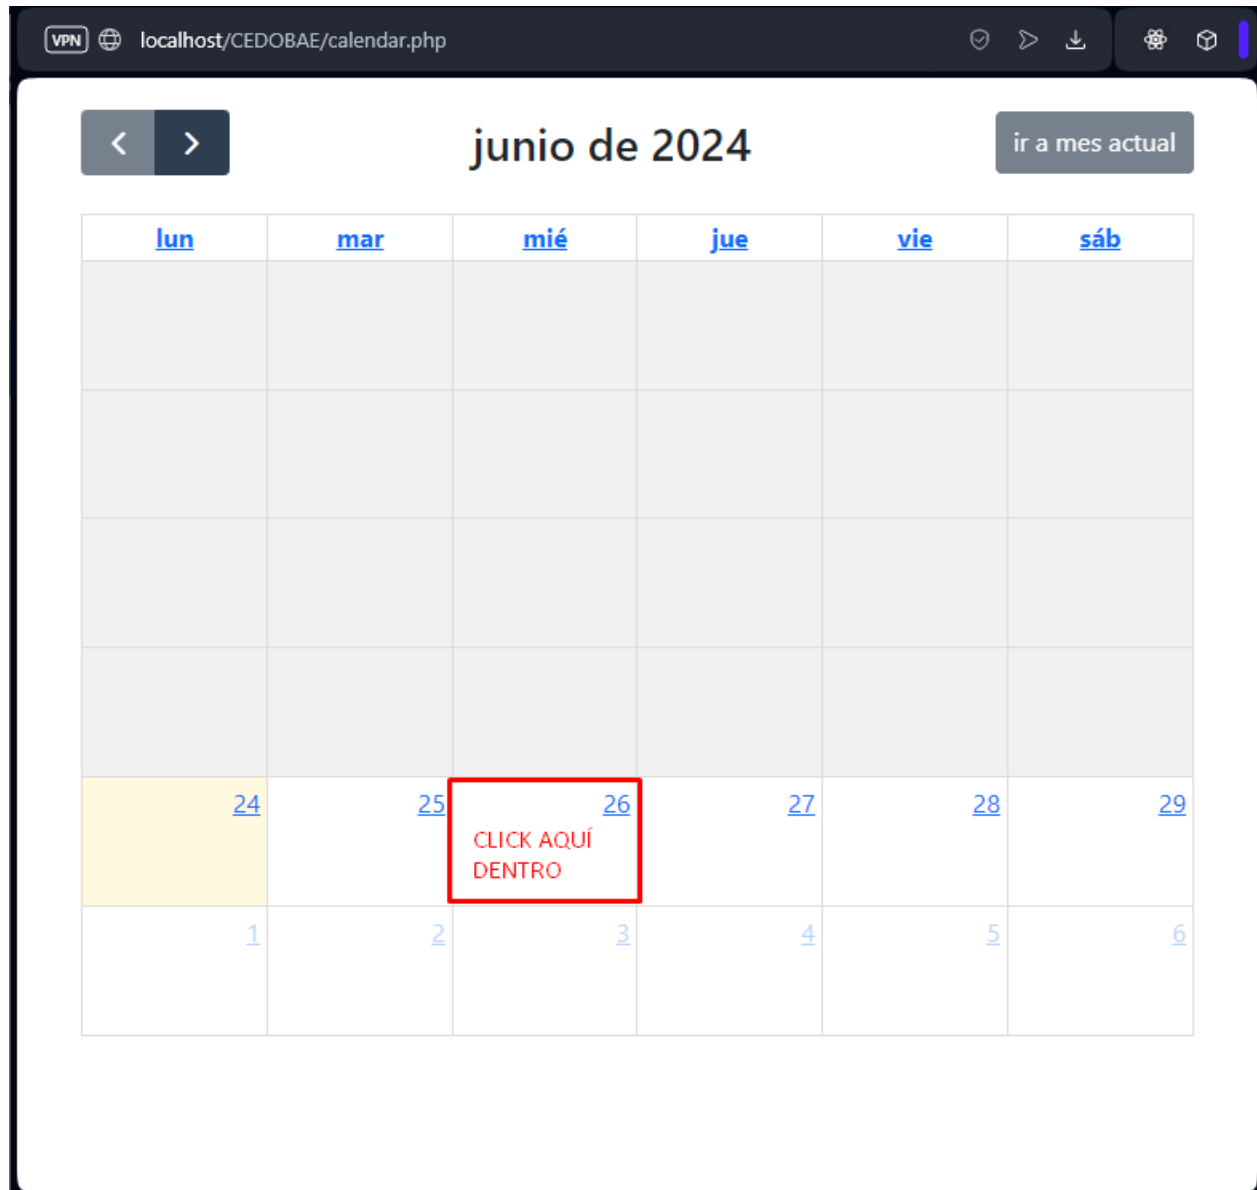 VPN localhost/CEDOBAE/calendar.php
junio de 2024
ir a mes actual
lun mar mié jue vie sáb
24 25 26 27 28 29
CLICK AQUÍ
DENTRO
1 2 3 4 5 6